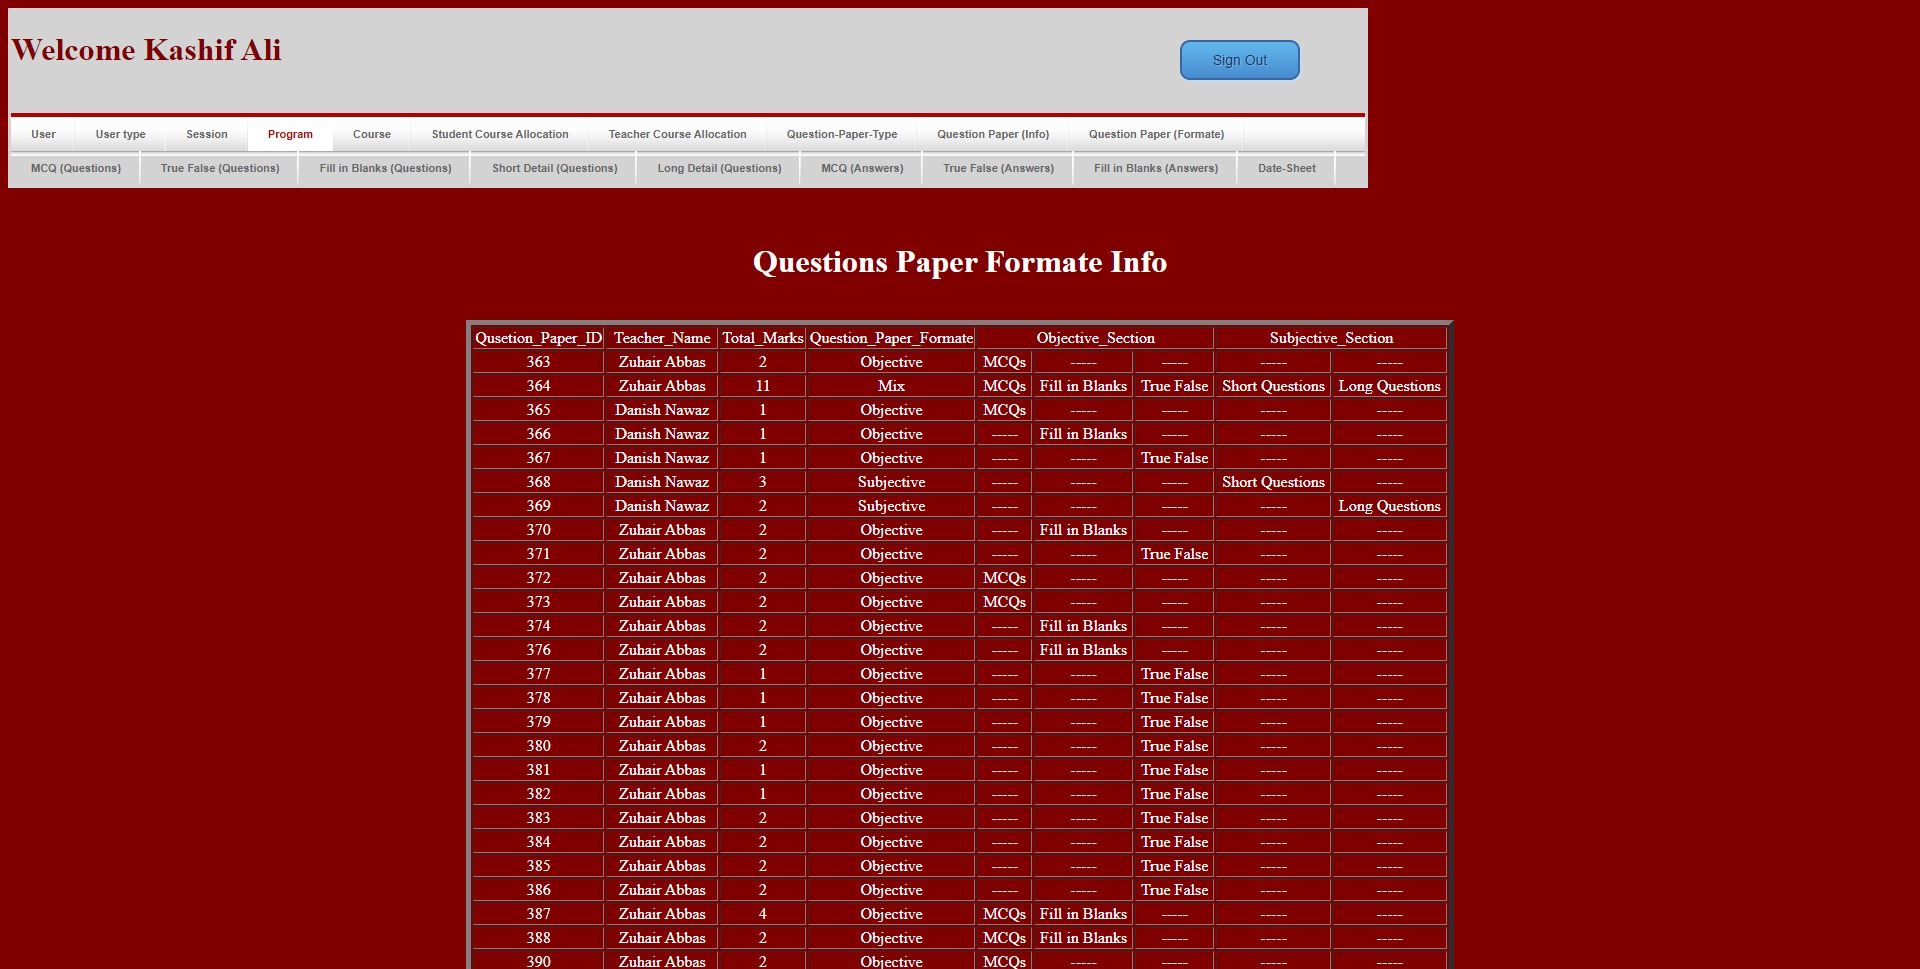 Welcome Kashif Ali
Sign Out
User User type Session Program Course Student Course Allocation Teacher Course Allocation Question-Paper-Type Question Paper (Info) Question Paper (Formate)
MCQ (Questions) True False (Questions) Fill in Blanks (Questions) Short Detail (Questions) Long Detail (Questions) MCQ (Answers) True False (Answers) Fill in Blanks (Answers) Date-Sheet
Questions Paper Formate Info
Qusetion_Paper_ID Teacher_Name Total_Marks Question_Paper_Formate Objective_Section Subjective_Section
363 Zuhair Abbas 2 Objective MCQs ----- ----- ----- -----
364 Zuhair Abbas 11 Mix MCQs Fill in Blanks True False Short Questions Long Questions
365 Danish Nawaz 1 Objective MCQs ----- ----- ----- -----
366 Danish Nawaz 1 Objective ----- Fill in Blanks ----- ----- -----
367 Danish Nawaz 1 Objective ----- ----- True False ----- -----
368 Danish Nawaz 3 Subjective ----- ----- ----- Short Questions -----
369 Danish Nawaz 2 Subjective ----- ----- ----- ----- Long Questions
370 Zuhair Abbas 2 Objective ----- Fill in Blanks ----- ----- -----
371 Zuhair Abbas 2 Objective ----- ----- True False ----- -----
372 Zuhair Abbas 2 Objective MCQs ----- ----- ----- -----
373 Zuhair Abbas 2 Objective MCQs ----- ----- ----- -----
374 Zuhair Abbas 2 Objective ----- Fill in Blanks ----- ----- -----
376 Zuhair Abbas 2 Objective ----- Fill in Blanks ----- ----- -----
377 Zuhair Abbas 1 Objective ----- ----- True False ----- -----
378 Zuhair Abbas 1 Objective ----- ----- True False ----- -----
379 Zuhair Abbas 1 Objective ----- ----- True False ----- -----
380 Zuhair Abbas 2 Objective ----- ----- True False ----- -----
381 Zuhair Abbas 1 Objective ----- ----- True False ----- -----
382 Zuhair Abbas 1 Objective ----- ----- True False ----- -----
383 Zuhair Abbas 2 Objective ----- ----- True False ----- -----
384 Zuhair Abbas 2 Objective ----- ----- True False ----- -----
385 Zuhair Abbas 2 Objective ----- ----- True False ----- -----
386 Zuhair Abbas 2 Objective ----- ----- True False ----- -----
387 Zuhair Abbas 4 Objective MCQs Fill in Blanks ----- ----- -----
388 Zuhair Abbas 2 Objective MCQs Fill in Blanks ----- ----- -----
390 Zuhair Abbas 2 Objective MCQs ----- ----- ----- -----